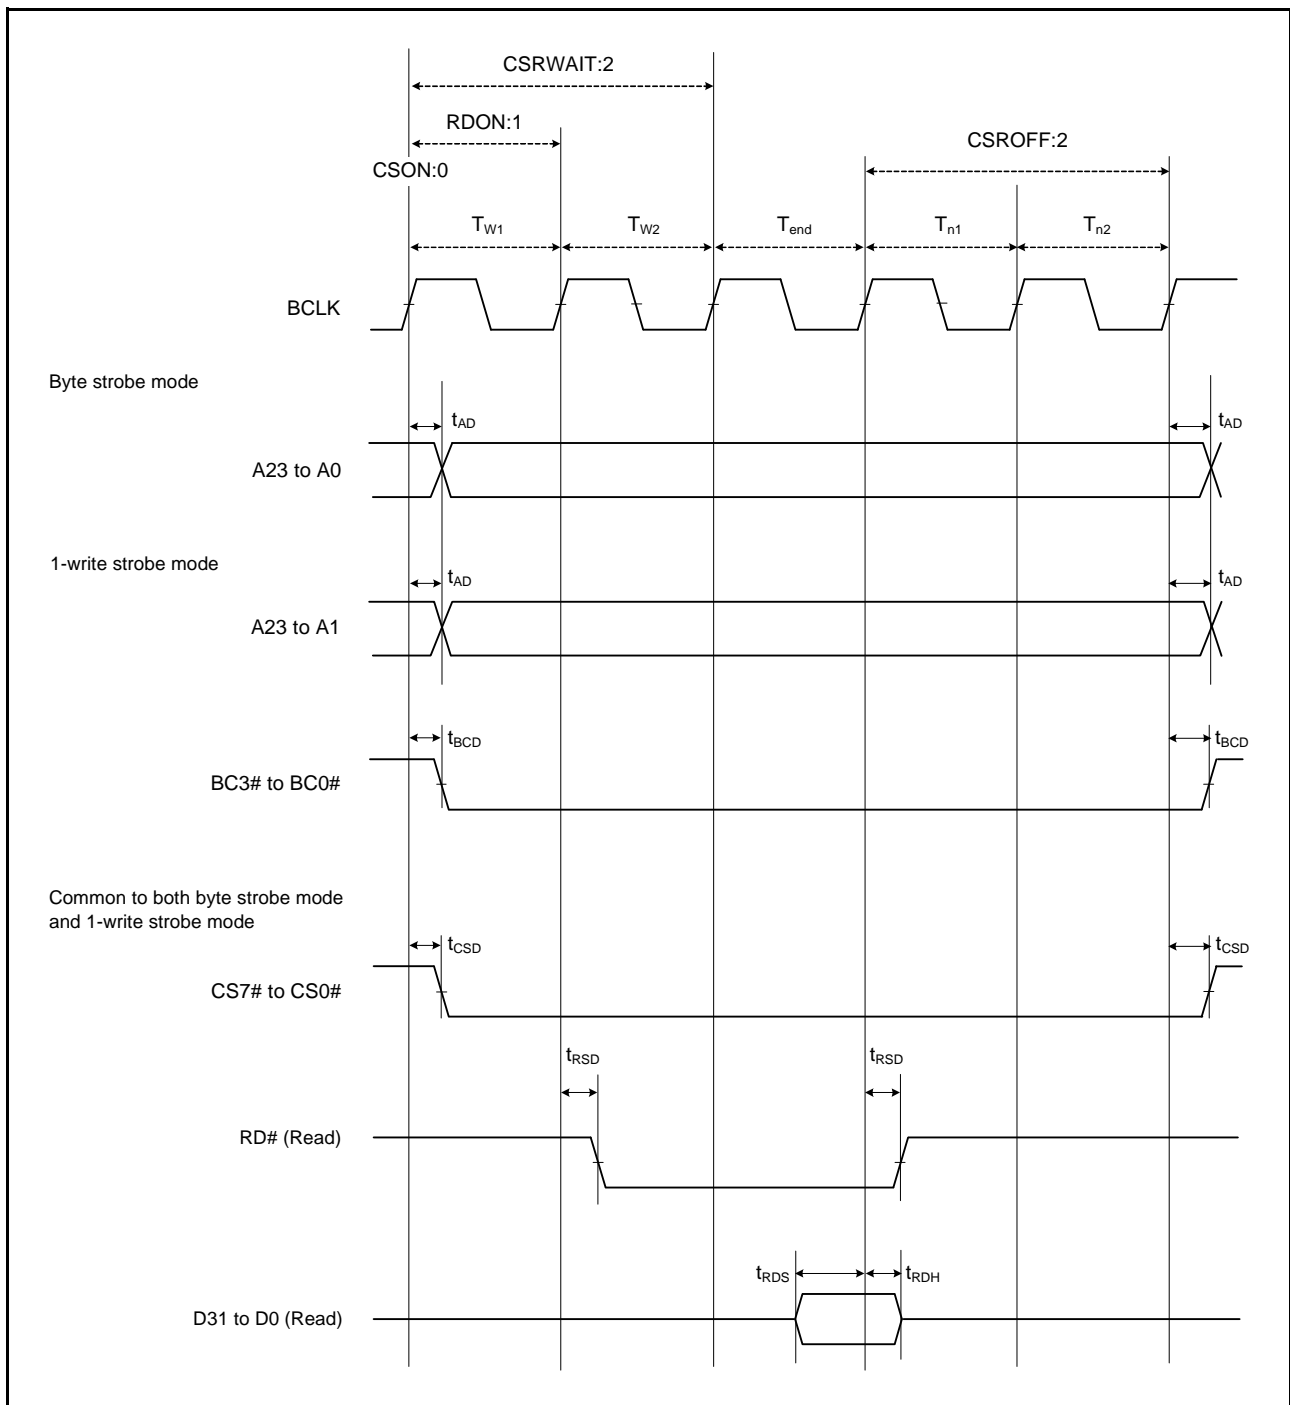 CSRWAIT:2
RDON:1
CSROFF:2
CSON:0
TW1 TW2 Tend Tn1 Tn2
BCLK
Byte strobe mode
tAD tAD
A23 to A0
1-write strobe mode
tAD tAD
A23 to A1
tBCD tBCD
BC3# to BC0#
Common to both byte strobe mode
and 1-write strobe mode
tCSD tCSD
CS7# to CS0#
tRSD tRSD
RD# (Read)
tRDS tRDH
D31 to D0 (Read)